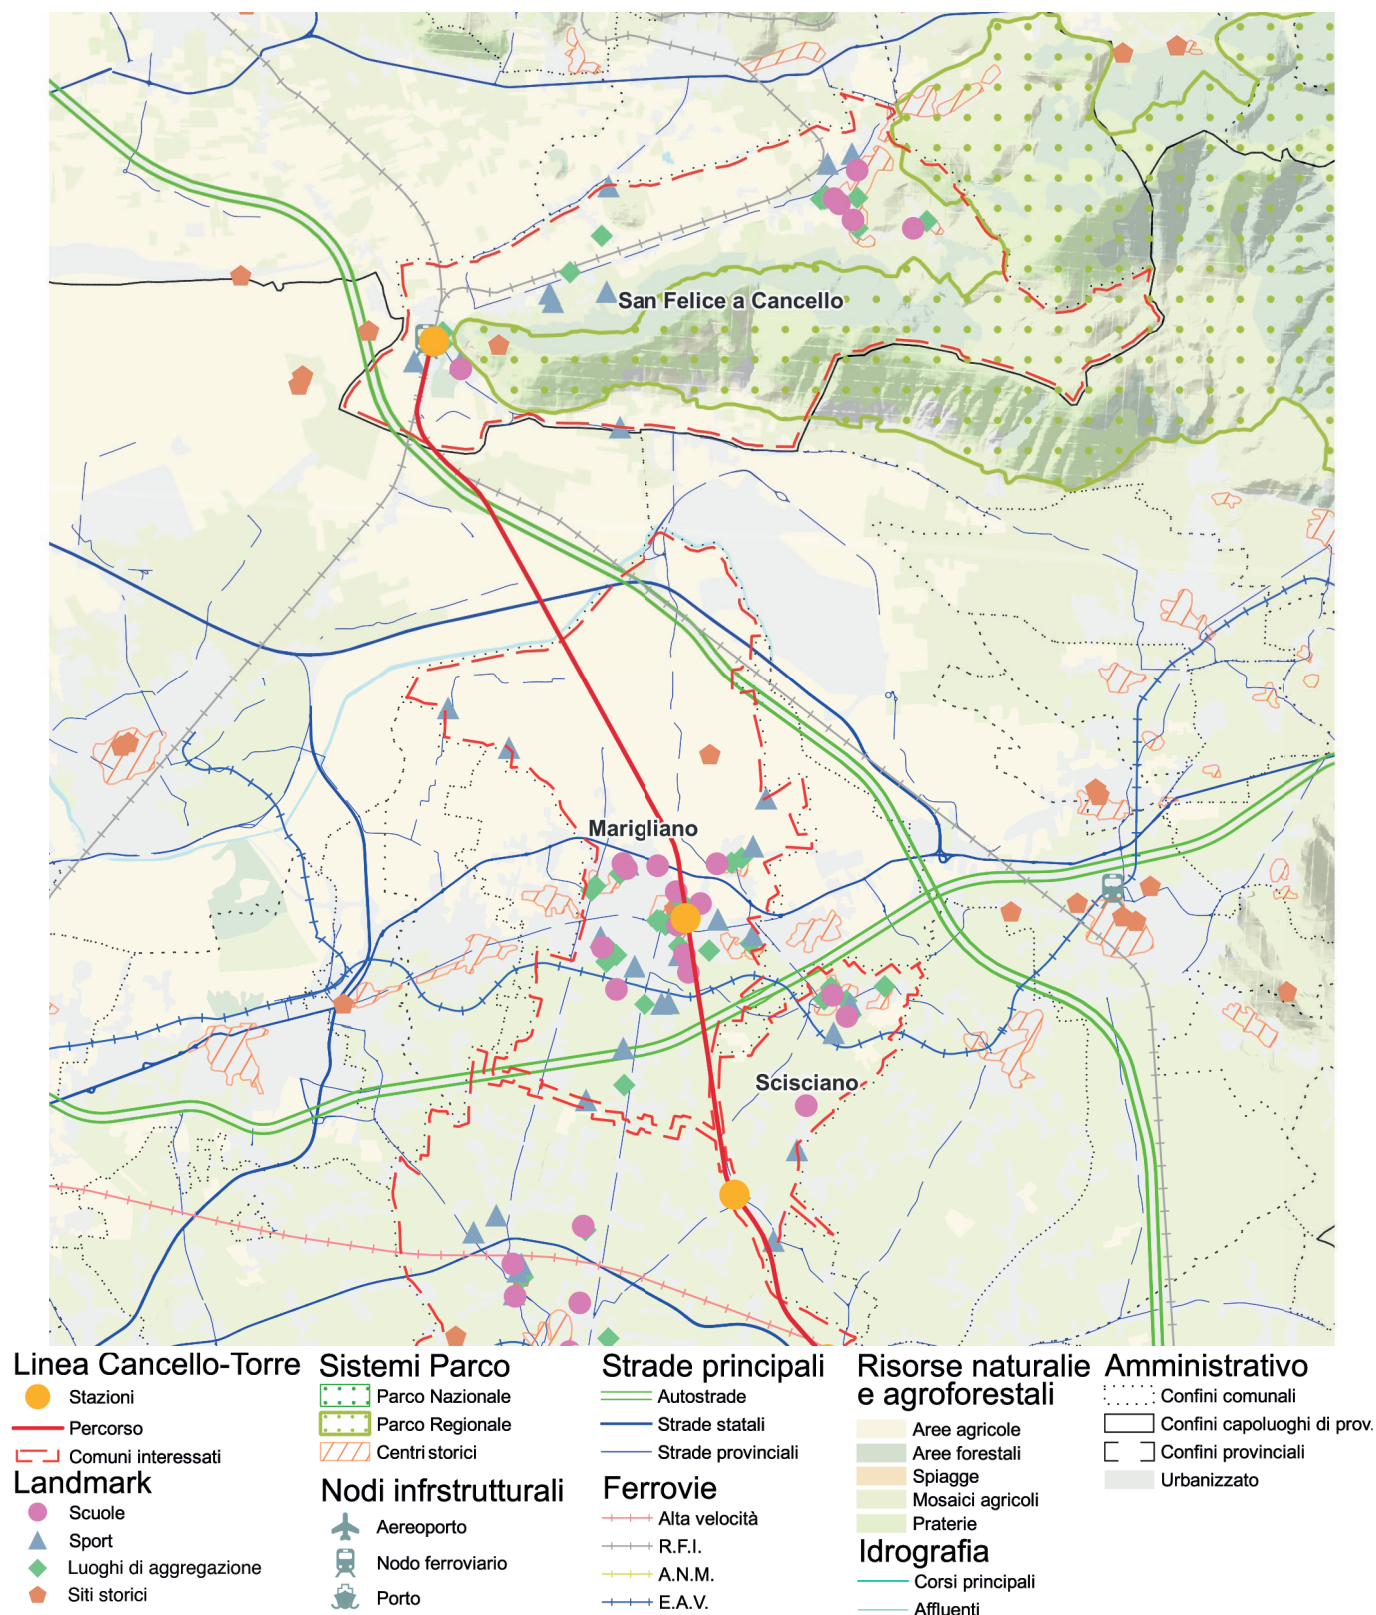 San Felice a Cancello
Marigliano
Scisciano
Linea Cancello-Torre
Stazioni
Percorso
Comuni interessati
Landmark
Scuole
Sport
Luoghi di aggregazione
Siti storici
Sistemi Parco
Parco Nazionale
Parco Regionale
Centri storici
Nodi infrstrutturali
Aereoporto
Nodo ferroviario
Porto
Strade principali
Autostrade
Strade statali
Strade provinciali
Ferrovie
Alta velocità
R.F.I.
A.N.M.
E.A.V.
Risorse naturalie
e agroforestali
Aree agricole
Aree forestali
Spiagge
Mosaici agricoli
Praterie
Idrografia
Corsi principali
Affluenti
Amministrativo
Confini comunali
Confini capoluoghi di prov.
Confini provinciali
Urbanizzato